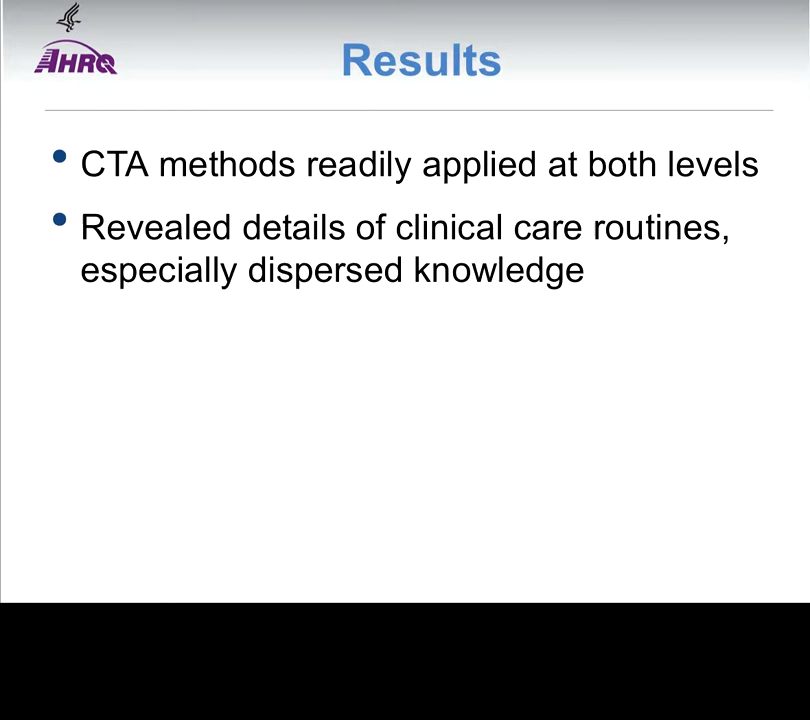 AHRQ
Results
• CTA methods readily applied at both levels
• Revealed details of clinical care routines,
especially dispersed knowledge